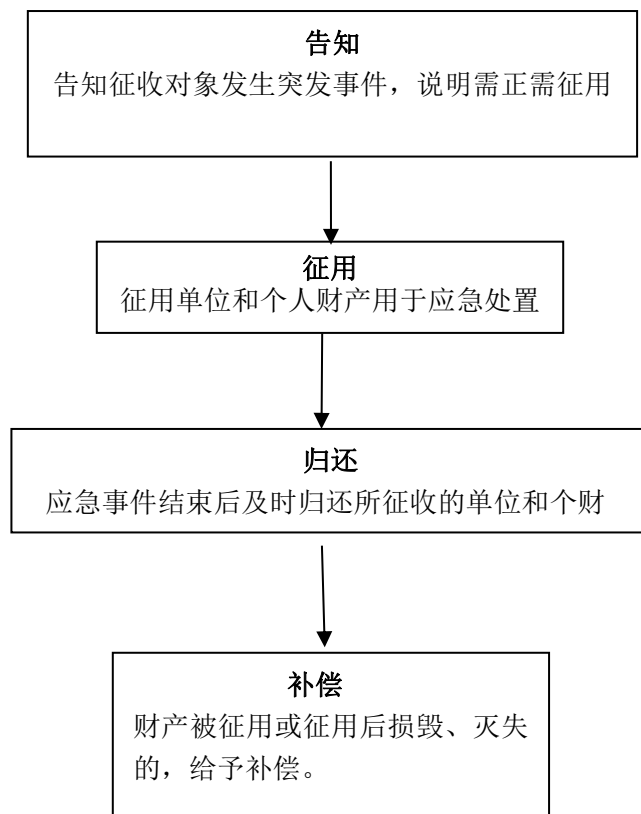 告知
告知征收对象发生突发事件，说明需正需征用
征用
征用单位和个人财产用于应急处置
归还
应急事件结束后及时归还所征收的单位和个财
补偿
财产被征用或征用后损毁、灭失
的，给予补偿。